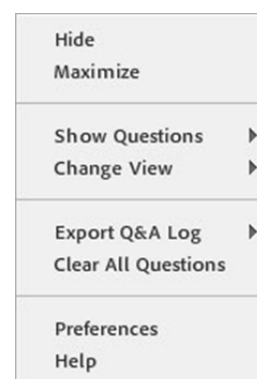 Hide
Maximize
Show Questions
Change View
Export Q&A Log
Clear All Questions
Preferences
Help